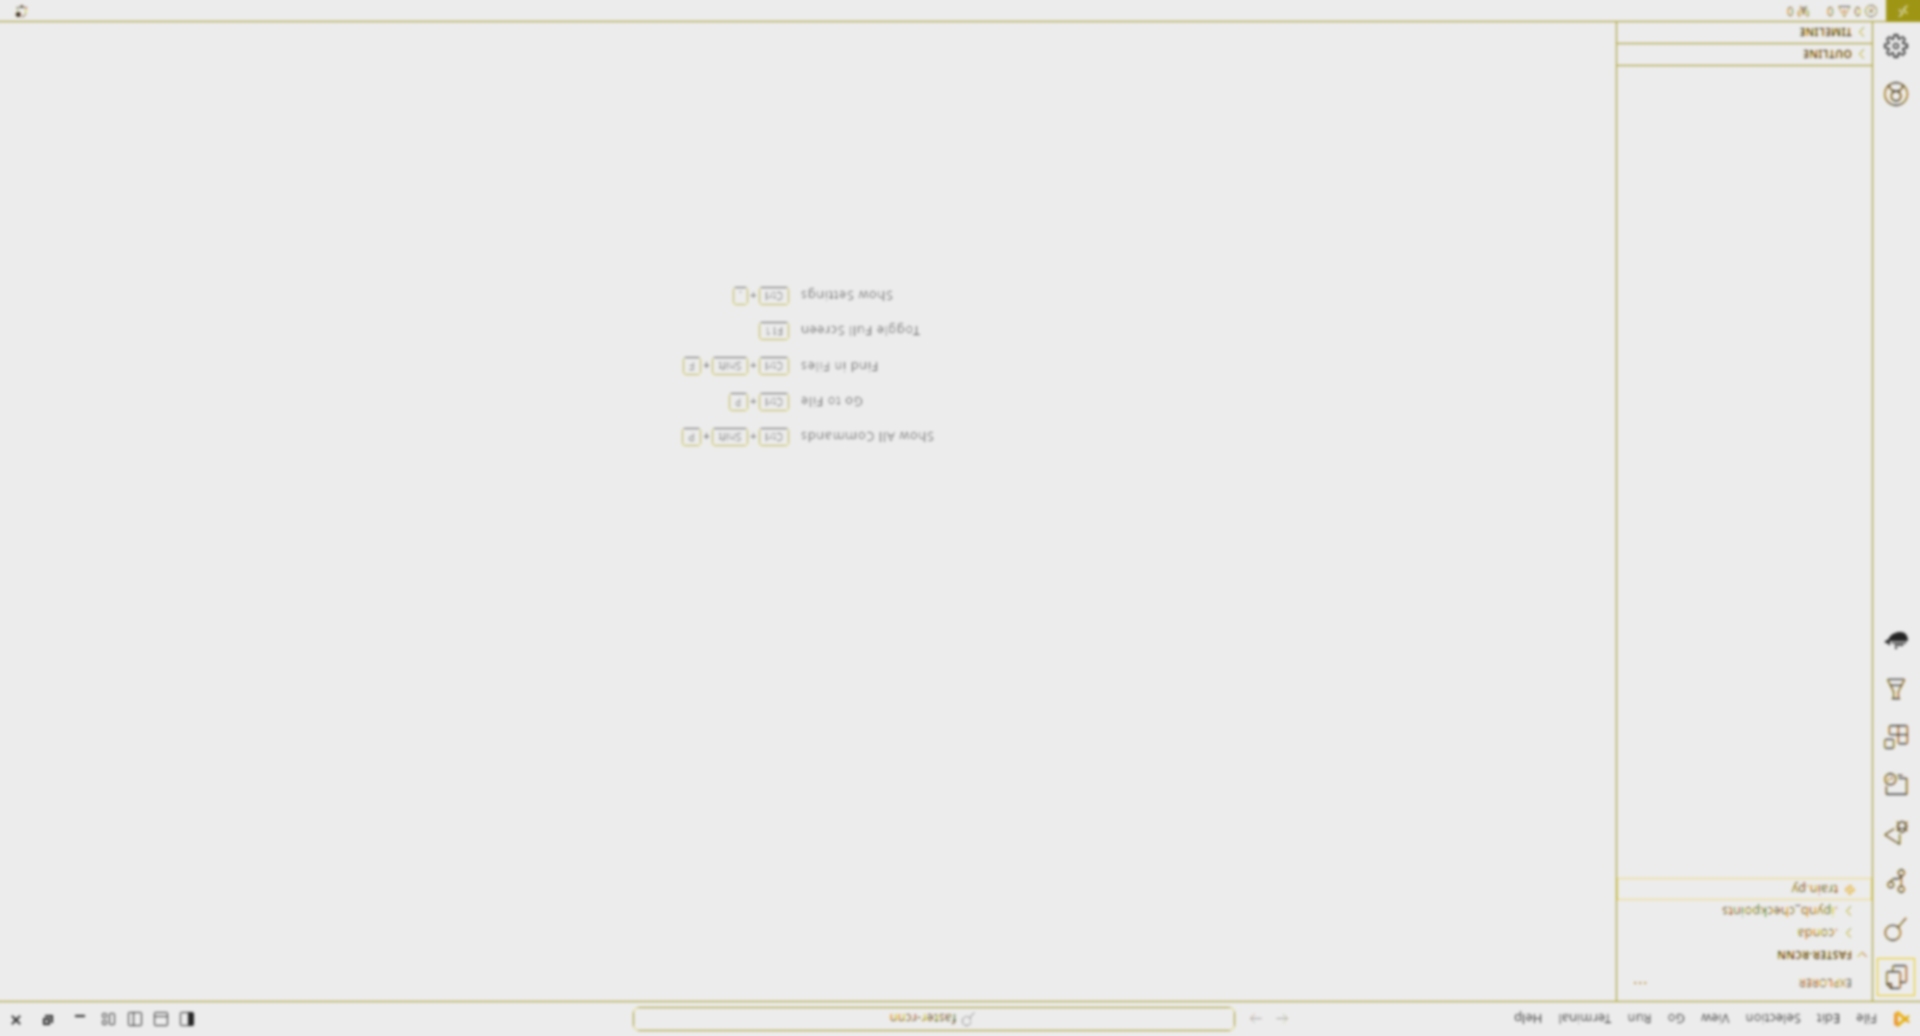 File Edit Selection View Go Run Terminal Help
faster-rcnn
EXPLORER
FASTER-RCNN
.conda
.ipynb_checkpoints
train.py
Show All Commands Ctrl + Shift + P
Go to File Ctrl + P
Find in Files Ctrl + Shift + F
Toggle Full Screen F11
Show Settings Ctrl + ,
OUTLINE
TIMELINE
0 0 0